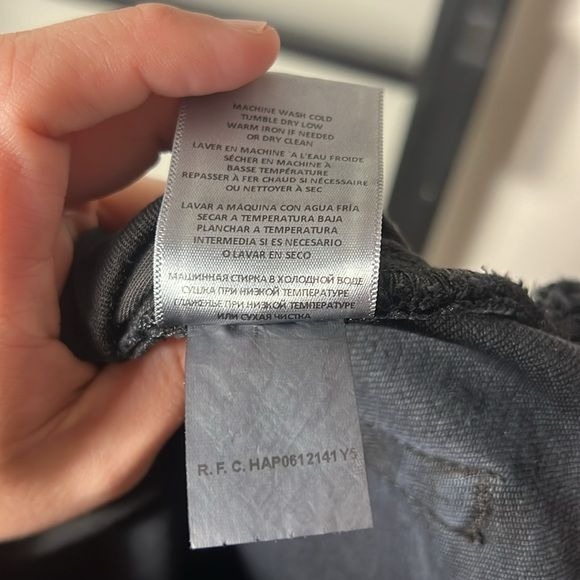 MACHINE WASH COLD
TUMBLE DRY LOW
WARM IRON IF NEEDED
OR DRY CLEAN
LAVER EN MACHINE `A L'EAU FROIDE
SÉCHER EN MACHINE À
BASSE TEMPÉRATURE
REPASSER À FER CHAUD SI NÉCESSAIRE
OU NETTOYER À SEC
LAVAR A MÁQUINA CON AGUA FRÍA
SECAR A TEMPERATURA BAJA
PLANCHAR A TEMPERATURA
INTERMEDIA SI ES NECESARIO
O LAVAR EN SECO
МАШИННАЯ СТИРКА В ХОЛОДНОЙ ВОДЕ
СУШКА ПРИ НИЗКОЙ ТЕМПЕРАТУРЕ
ГЛАЖЕНЬЕ ПРИ НИЗКОЙ ТЕМПЕРАТУРЕ
ИЛИ СУХАЯ ЧИСТКА
R. F. C. HAP0612141Y5